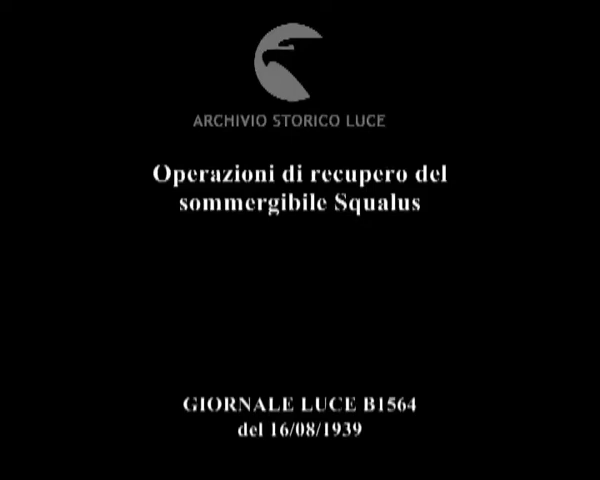 ARCHIVIO STORICO LUCE
Operazioni di recupero del
sommergibile Squalus
GIORNALE LUCE B1564
del 16/08/1939